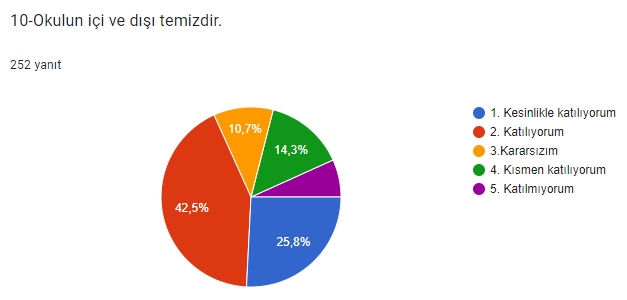 10-Okulun içi ve dışı temizdir.
252 yanıt
1. Kesinlikle katılıyorum
2. Katılıyorum
3.Kararsızım
4. Kısmen katılıyorum
5. Katılmıyorum
10,7%
14,3%
42,5%
25,8%